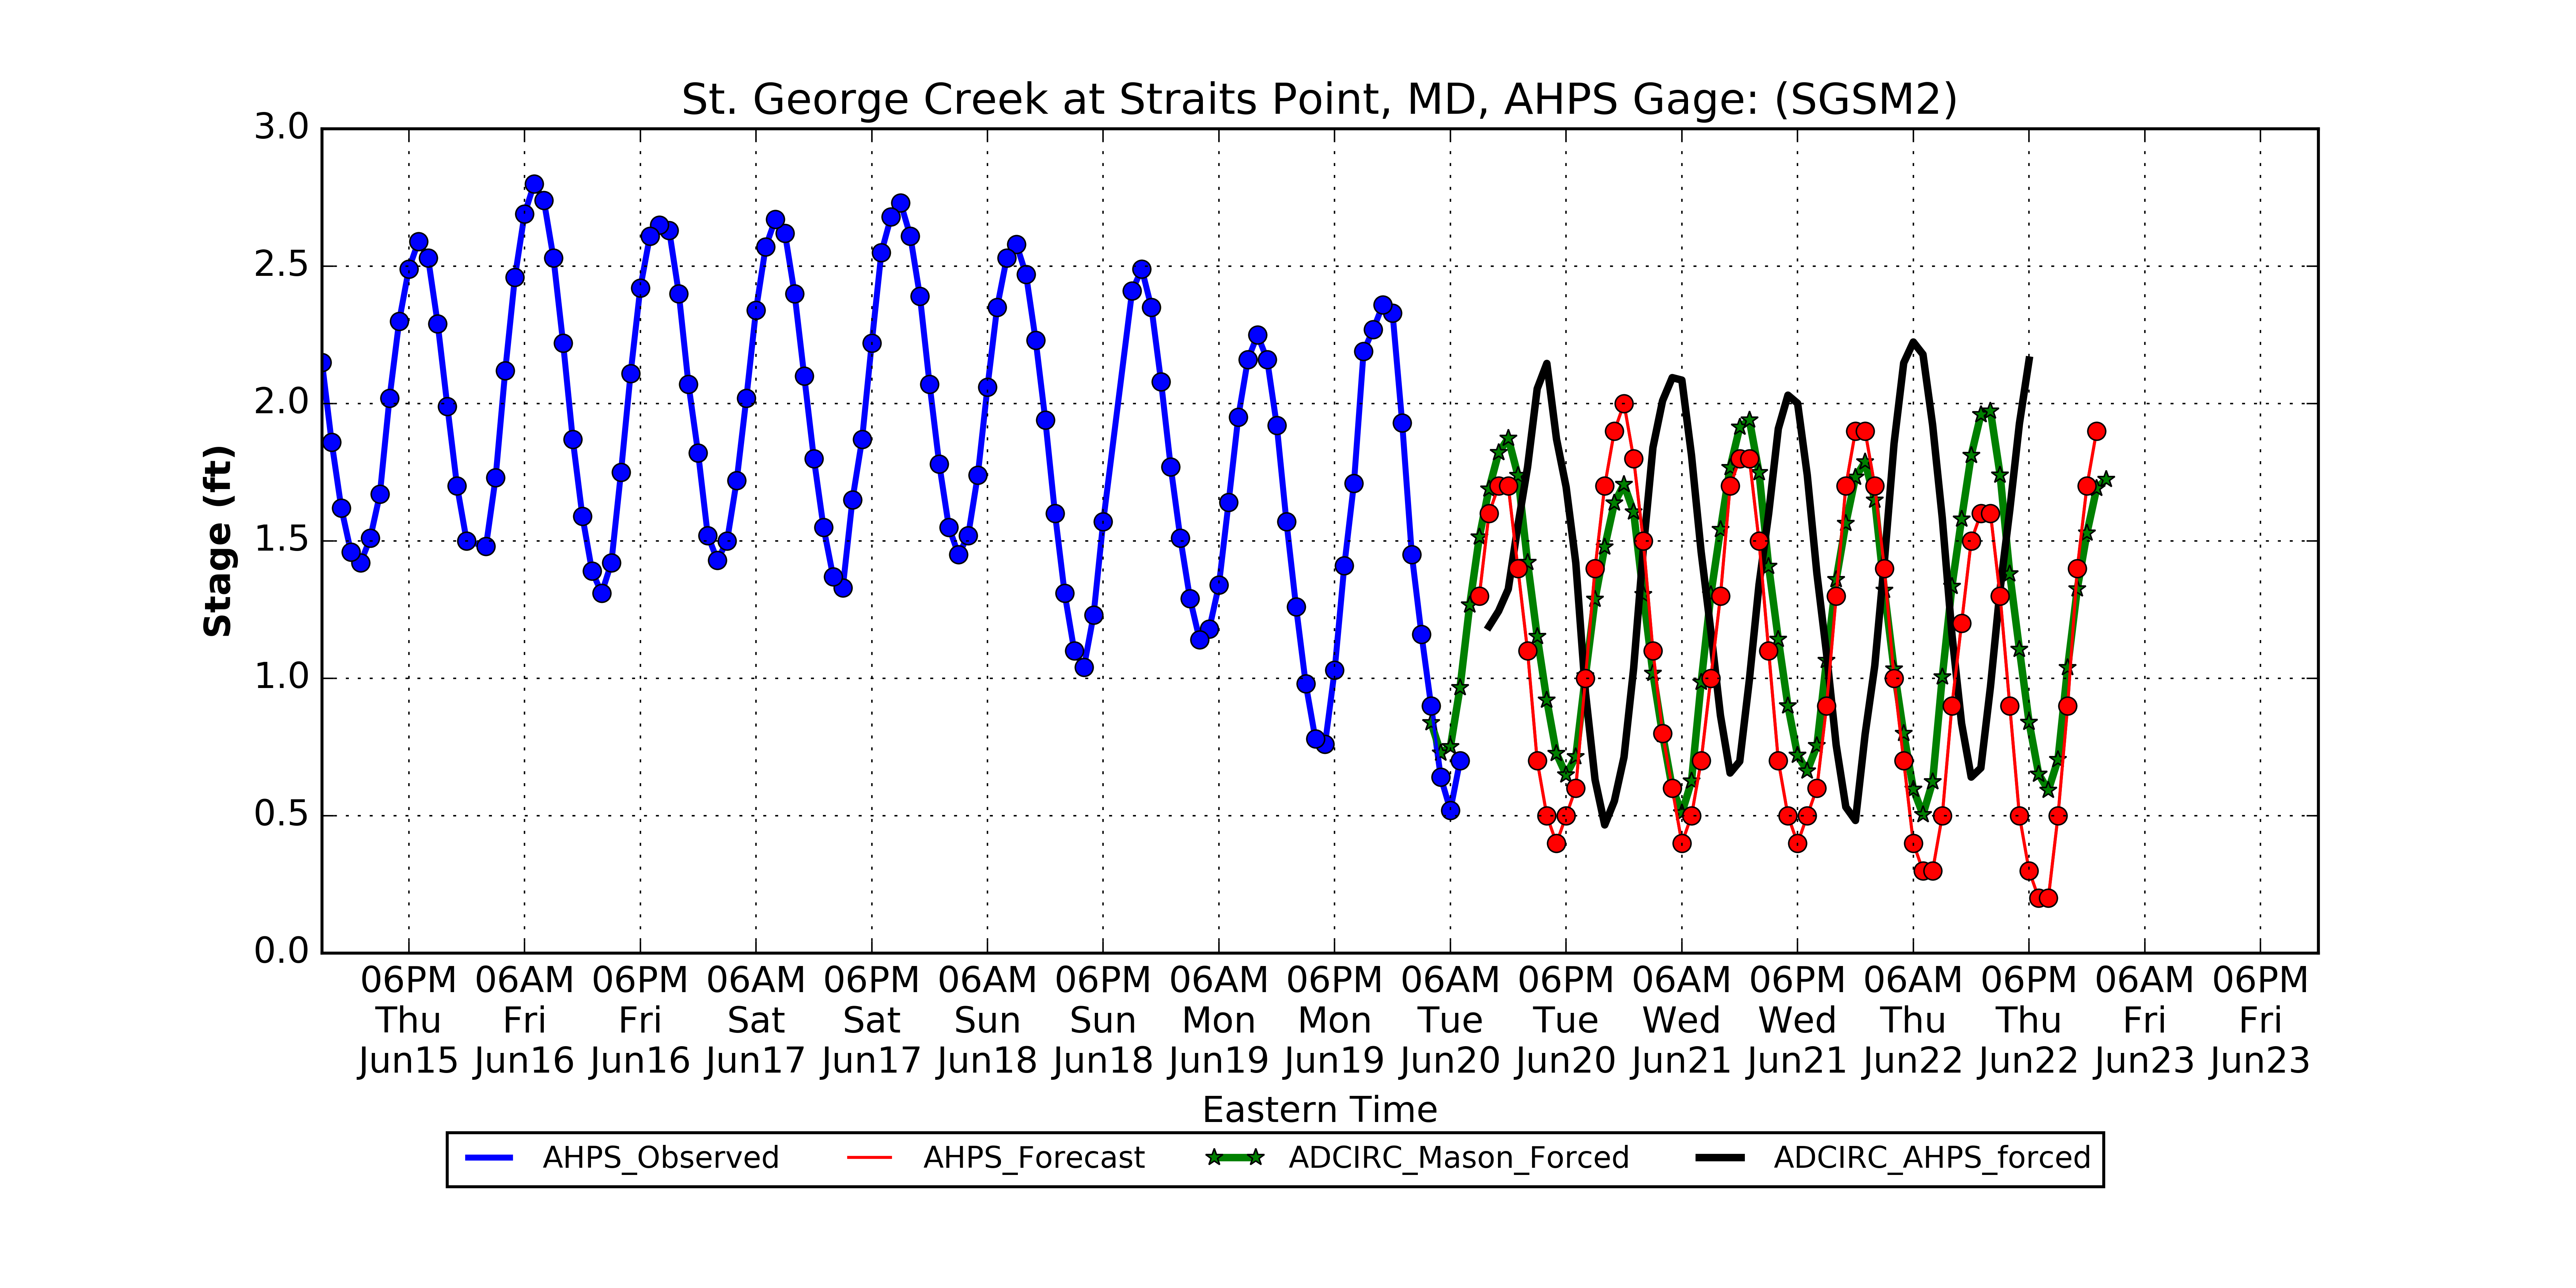 St. George Creek at Straits Point, MD, AHPS Gage: (SGSM2)
3.0
2.5
2.0
1.5
1.0
0.5
0.0
Stage (ft)
06PM 06AM 06PM 06AM 06PM 06AM 06PM 06AM 06PM 06AM 06PM 06AM 06PM 06AM 06PM 06AM 06PM
Thu Fri Fri Sat Sat Sun Sun Mon Mon Tue Tue Wed Wed Thu Thu Fri Fri
Jun15 Jun16 Jun16 Jun17 Jun17 Jun18 Jun18 Jun19 Jun19 Jun20 Jun20 Jun21 Jun21 Jun22 Jun22 Jun23 Jun23
Eastern Time
AHPS_Observed AHPS_Forecast ADCIRC_Mason_Forced ADCIRC_AHPS_forced